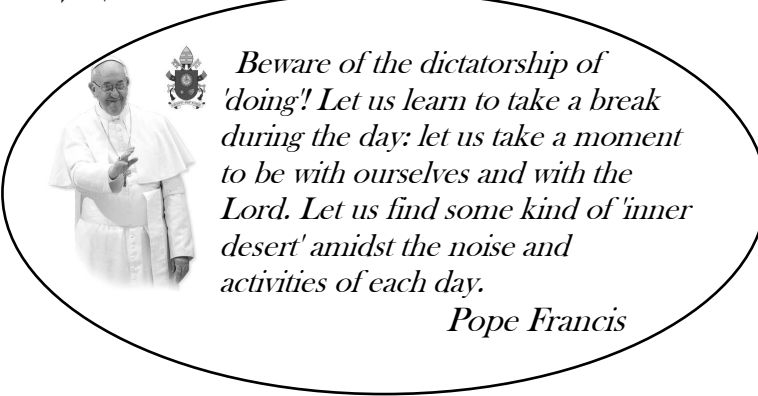 Beware of the dictatorship of
'doing'! Let us learn to take a break
during the day: let us take a moment
to be with ourselves and with the
Lord. Let us find some kind of 'inner
desert' amidst the noise and
activities of each day.
Pope Francis